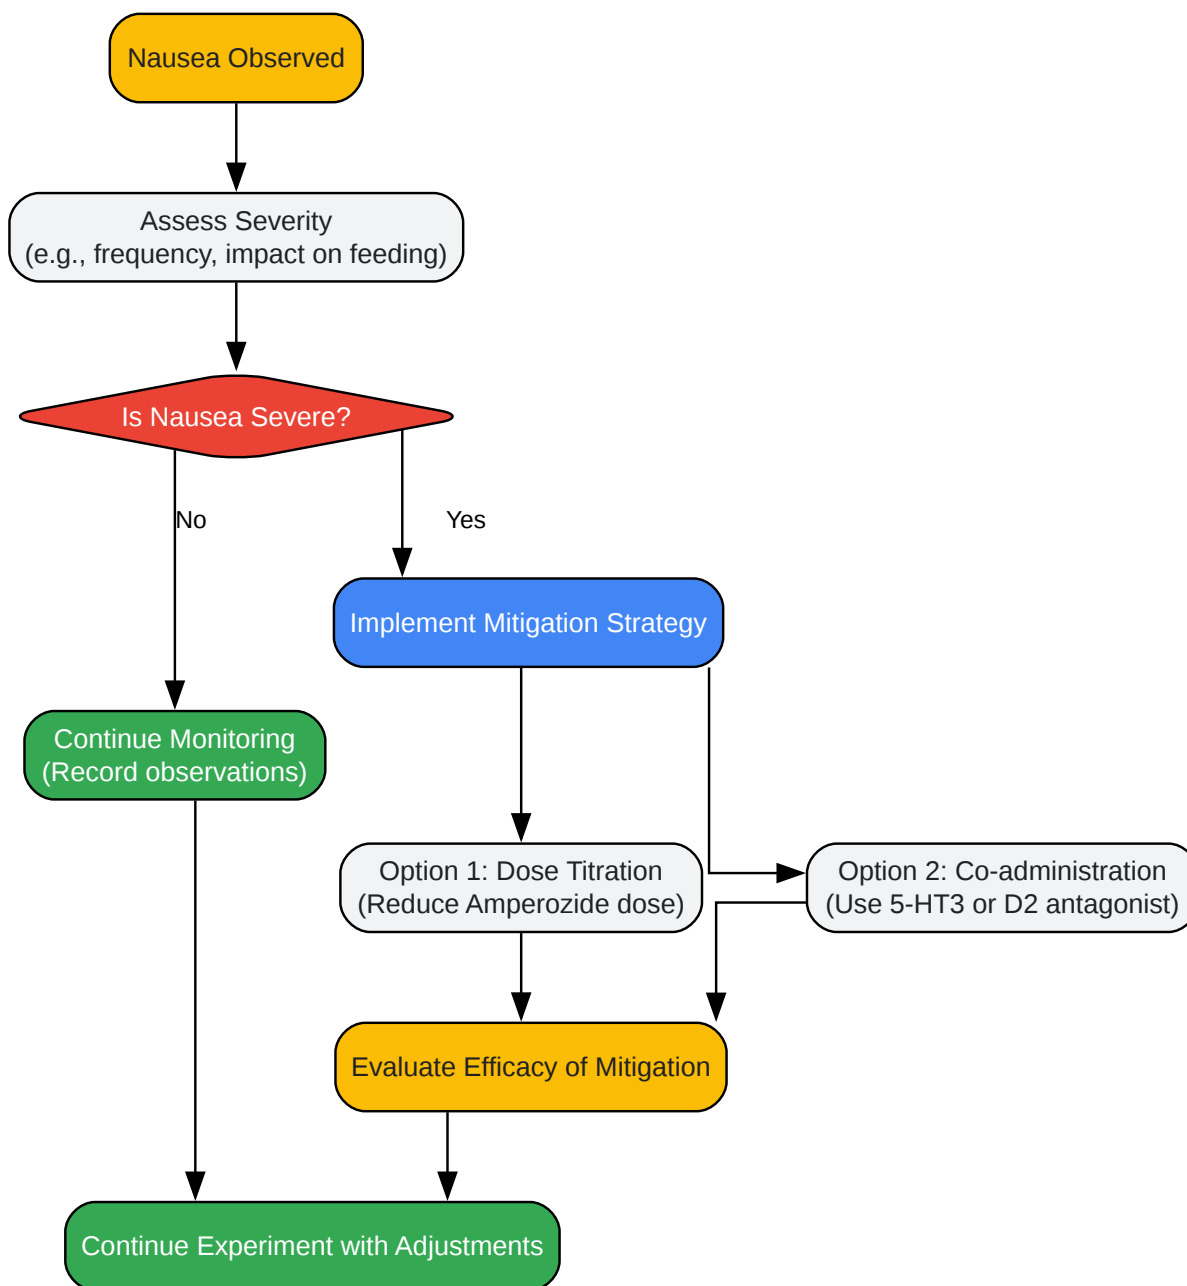 Nausea Observed
Assess Severity
(e.g., frequency, impact on feeding)
Is Nausea Severe?
No
Yes
Implement Mitigation Strategy
Continue Monitoring
(Record observations)
Option 1: Dose Titration
(Reduce Amperozide dose)
Option 2: Co-administration
(Use 5-HT3 or D2 antagonist)
Evaluate Efficacy of Mitigation
Continue Experiment with Adjustments